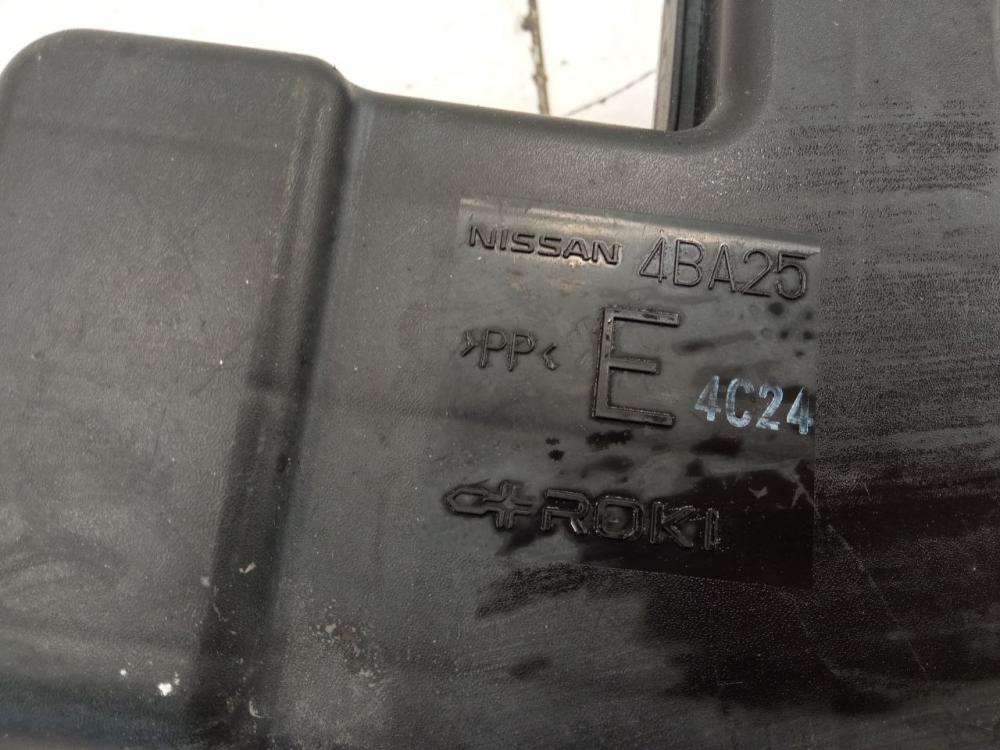 NISSAN 4BA25
>PP< E
4C24
ROKI